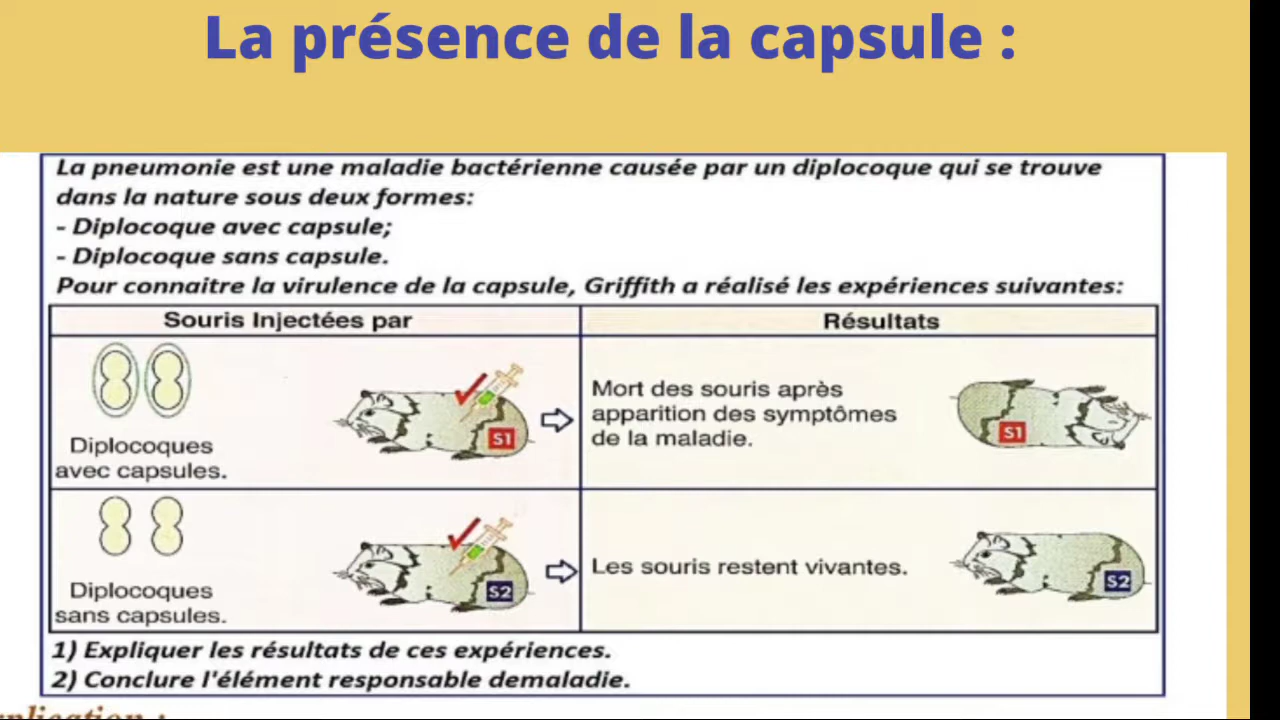 La présence de la capsule :
La pneumonie est une maladie bactérienne causée par un diplocoque qui se trouve
dans la nature sous deux formes:
- Diplocoque avec capsule;
- Diplocoque sans capsule.
Pour connaitre la virulence de la capsule, Griffith a réalisé les expériences suivantes:
Souris Injectées par
Résultats
Diplocoques
avec capsules.
S1
Mort des souris après
apparition des symptômes
de la maladie.
S1
Diplocoques
sans capsules.
S2
Les souris restent vivantes.
S2
1) Expliquer les résultats de ces expériences.
2) Conclure l'élément responsable demaladie.